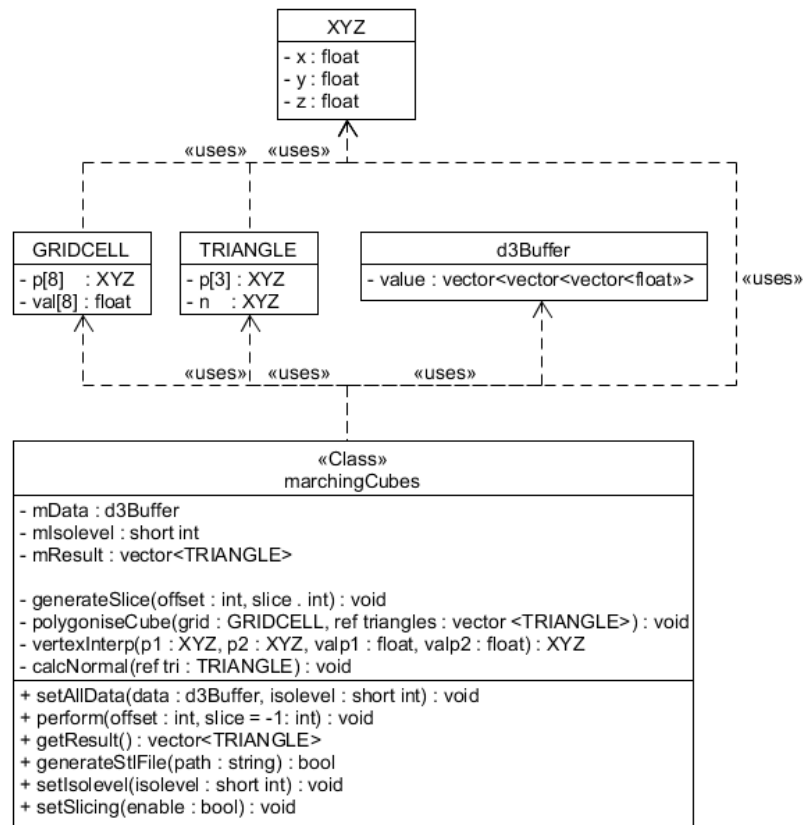 XYZ
- x : float
- y : float
- z : float
«uses» «uses»
GRIDCELL
- p[8] : XYZ
- val[8] : float
TRIANGLE
- p[3] : XYZ
- n : XYZ
d3Buffer
- value : vector<vector<vector<float»>
«uses»
«uses» «uses» «uses»
«Class»
marchingCubes
- mData : d3Buffer
- mIsolevel : short int
- mResult : vector<TRIANGLE>
- generateSlice(offset : int, slice . int) : void
- polygoniseCube(grid : GRIDCELL, ref triangles : vector <TRIANGLE>) : void
- vertexInterp(p1 : XYZ, p2 : XYZ, valp1 : float, valp2 : float) : XYZ
- calcNormal(ref tri : TRIANGLE) : void
+ setAllData(data : d3Buffer, isolevel : short int) : void
+ perform(offset : int, slice = -1: int) : void
+ getResult() : vector<TRIANGLE>
+ generateStlFile(path : string) : bool
+ setIsolevel(isolevel : short int) : void
+ setSlicing(enable : bool) : void